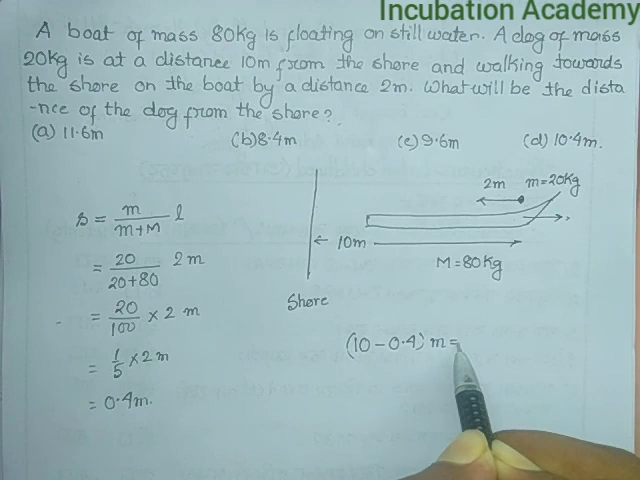 Incubation Academy
A boat of mass 80Kg is floating on still water. A dog of mass
20Kg is at a distance 10m from the shore and walking towards
the shore on the boat by a distance 2m. What will be the dista
-nce of the dog from the shore?
(a) 11.6m (b) 8.4m (c) 9.6m (d) 10.4m.
s = m/(m+M) l
= 20/(20+80) 2m
= 20/100 × 2 m
= 1/5 × 2m
= 0.4m.
2m m=20Kg
← 10m
M = 80Kg
Shore
(10 - 0.4) m =